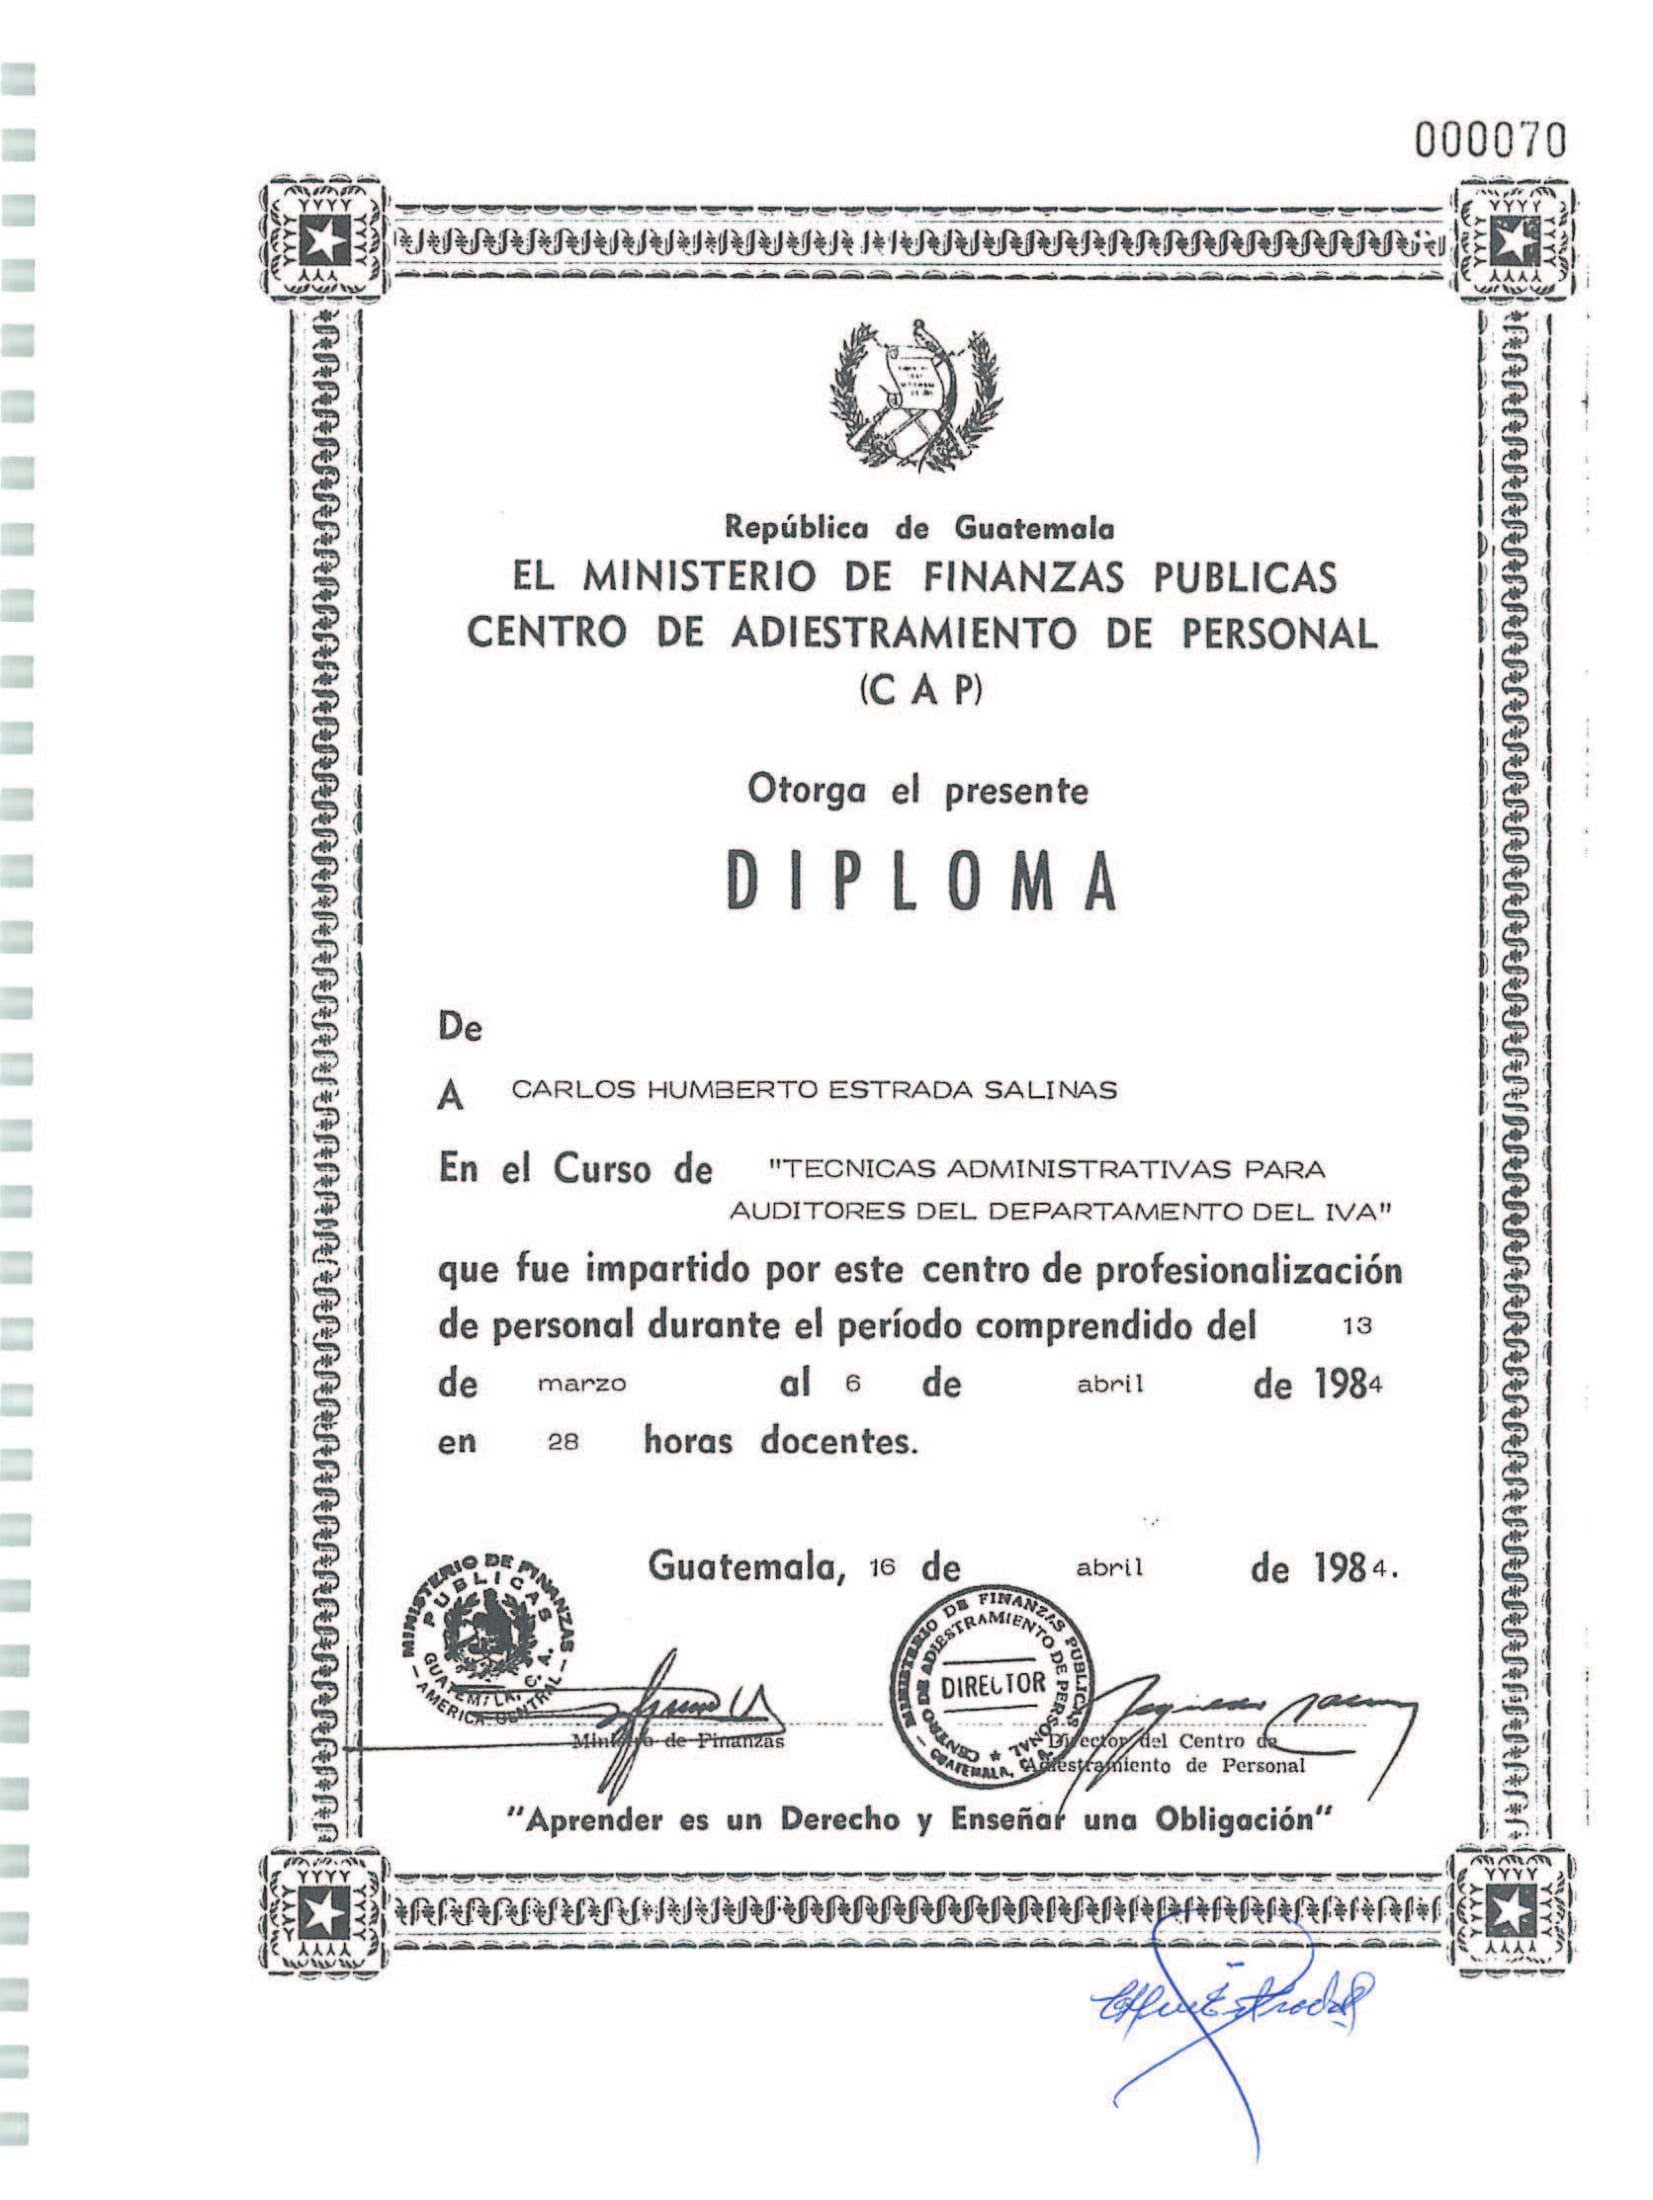 000070
República de Guatemala
EL MINISTERIO DE FINANZAS PUBLICAS
CENTRO DE ADIESTRAMIENTO DE PERSONAL
(C A P)
Otorga el presente
DIPLOMA
De
A CARLOS HUMBERTO ESTRADA SALINAS
En el Curso de "TECNICAS ADMINISTRATIVAS PARA
AUDITORES DEL DEPARTAMENTO DEL IVA"
que fue impartido por este centro de profesionalización
de personal durante el período comprendido del 13
de marzo al 6 de abril de 1984
en 28 horas docentes.
Guatemala, 16 de abril de 1984.
MINISTERIO DE FINANZAS
PUBLICAS
GUATEMALA, C. A.
AMERICA CENTRAL
MINISTERIO DE FINANZAS PUBLICAS
CENTRO DE ADIESTRAMIENTO DE PERSONAL
DIRECTOR
GUATEMALA, C. A.
Ministro de Finanzas
Director del Centro de
Adiestramiento de Personal
"Aprender es un Derecho y Enseñar una Obligación"